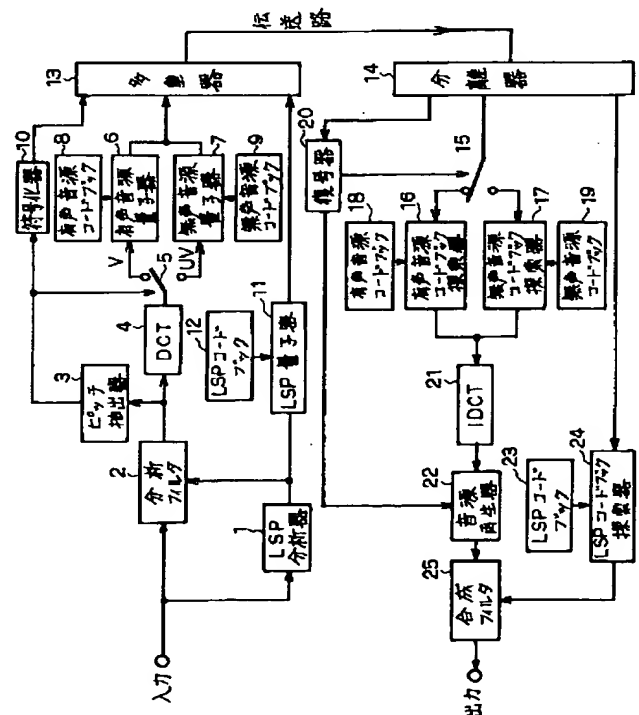 入力
1
LSP
分析器
2
分析
フィルタ
3
ピッチ
抽出器
4
DCT
5
V
UV
6
有声音源
量子器
7
無声音源
量子器
8
有声音源
コードブック
9
無声音源
コードブック
10
符号化器
11
LSP量子器
12
LSPコード
ブック
13
多重器
伝送路
14
分離器
15
16
有声音源
コードブック
探索器
17
無声音源
コードブック
探索器
18
有声音源
コードブック
19
無声音源
コードブック
20
復号器
21
IDCT
22
音源
再生器
23
LSPコード
ブック
24
LSPコードブック
探索器
25
合成
フィルタ
出力